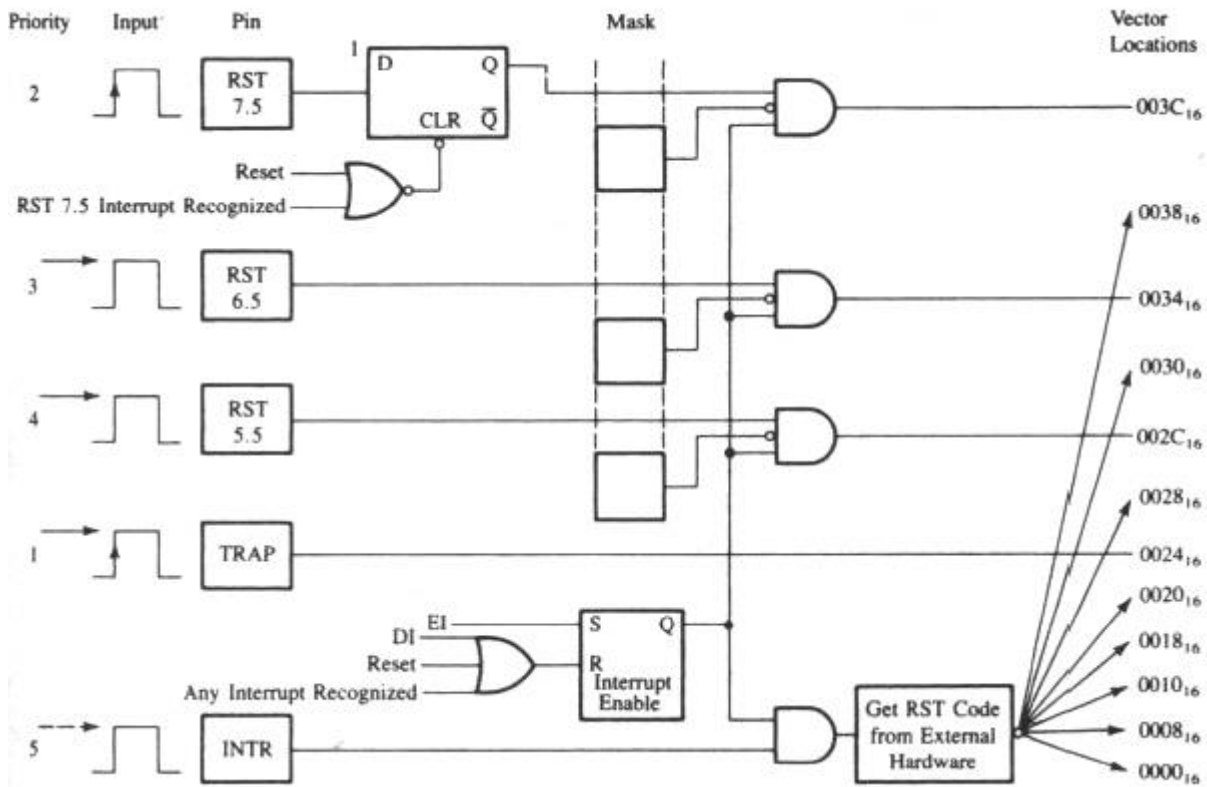 Priority Input Pin Mask Vector Locations
2 RST 7.5 1 D Q CLR Q̅ 003C₁₆
Reset
RST 7.5 Interrupt Recognized
0038₁₆
3 RST 6.5 0034₁₆
0030₁₆
4 RST 5.5 002C₁₆
0028₁₆
1 TRAP 0024₁₆
0020₁₆
EI S Q
DI
0018₁₆
Reset R
Interrupt Enable
Any Interrupt Recognized
0010₁₆
5 INTR Get RST Code from External Hardware 0008₁₆
0000₁₆